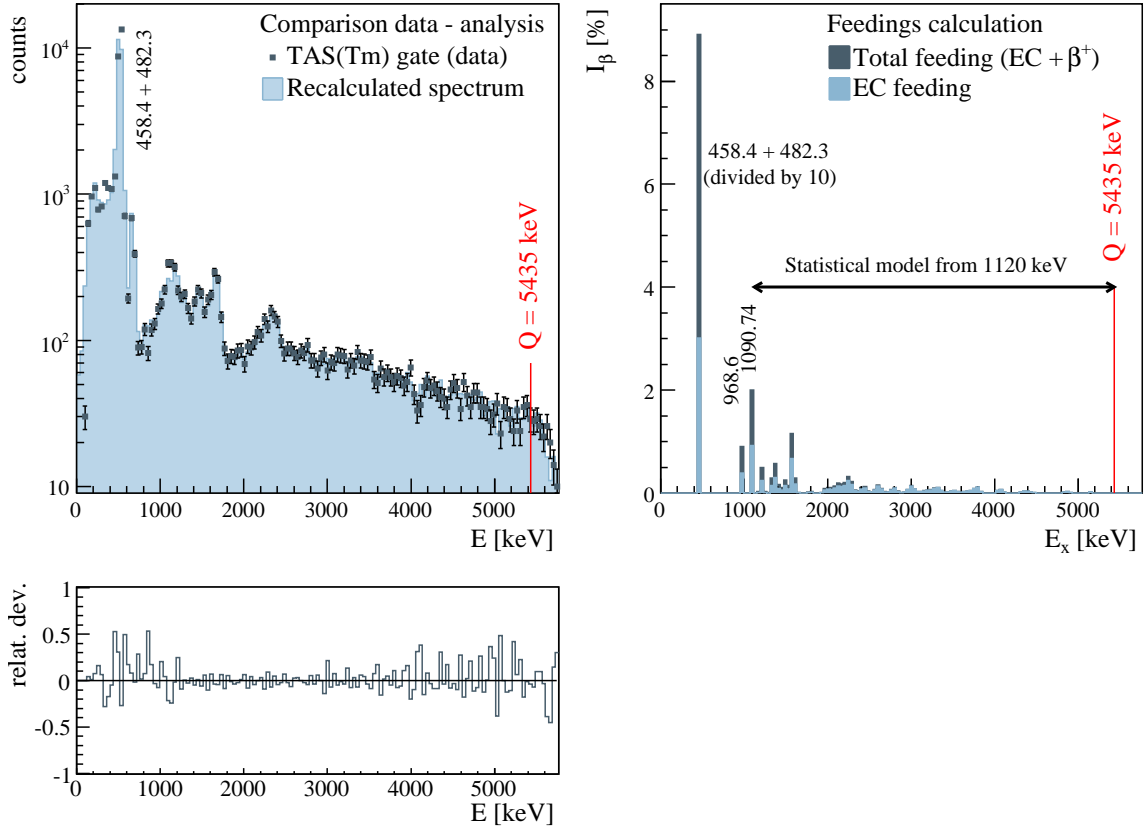 counts
Comparison data - analysis
TAS(Tm) gate (data)
Recalculated spectrum
458.4 + 482.3
Q = 5435 keV
10⁴
10³
10²
10
0 1000 2000 3000 4000 5000
E [keV]
I_β [%]
Feedings calculation
Total feeding (EC + β⁺)
EC feeding
458.4 + 482.3
(divided by 10)
Q = 5435 keV
Statistical model from 1120 keV
968.6
1090.74
8
6
4
2
0
0 1000 2000 3000 4000 5000
E_x [keV]
relat. dev.
1
0.5
0
-0.5
-1
0 1000 2000 3000 4000 5000
E [keV]